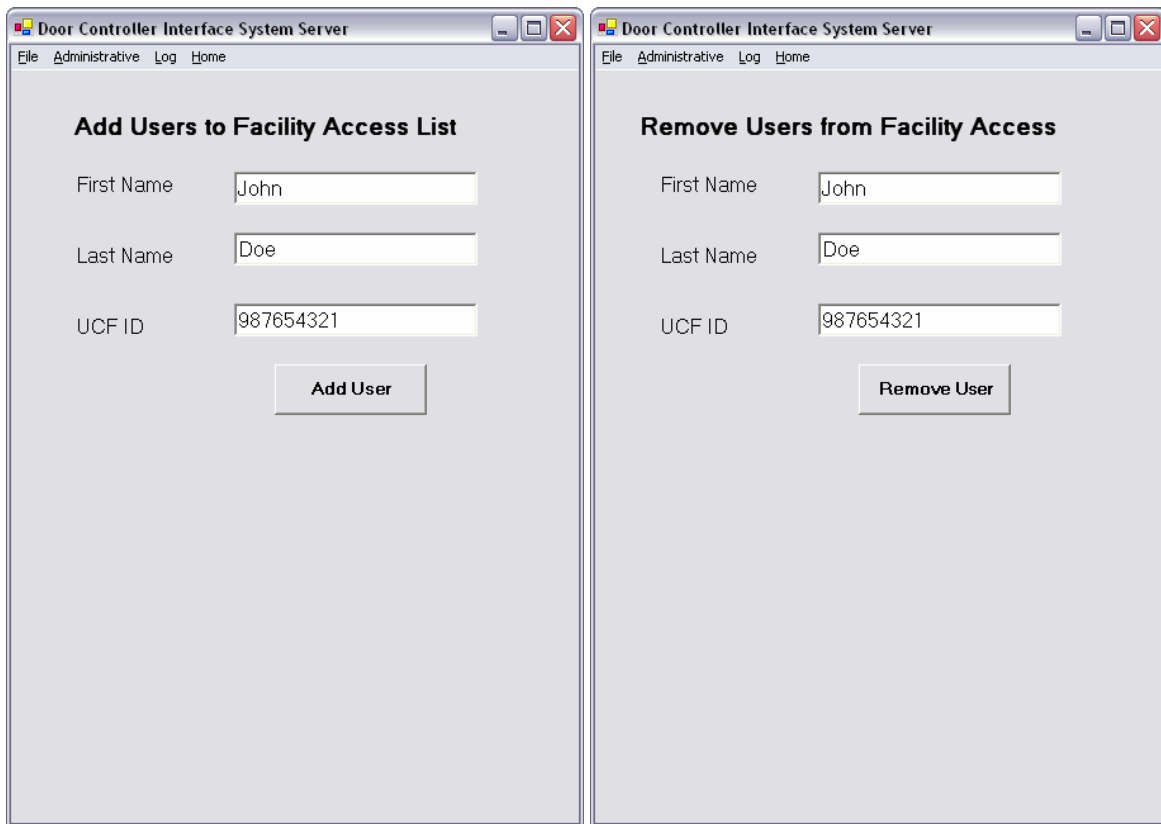 Door Controller Interface System Server
File Administrative Log Home
Add Users to Facility Access List
First Name John
Last Name Doe
UCF ID 987654321
Add User
Door Controller Interface System Server
File Administrative Log Home
Remove Users from Facility Access
First Name John
Last Name Doe
UCF ID 987654321
Remove User